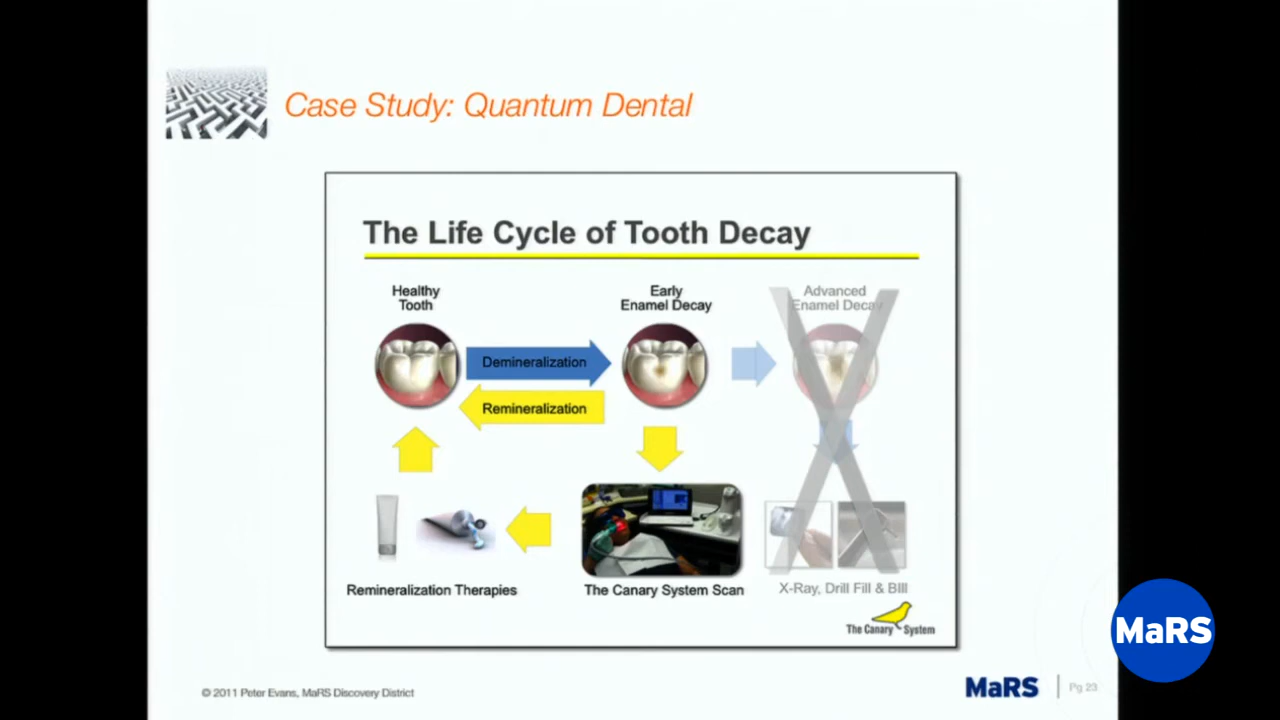 Case Study: Quantum Dental
The Life Cycle of Tooth Decay
Healthy
Tooth
Early
Enamel Decay
Advanced
Enamel Decay
Demineralization
Remineralization
Remineralization Therapies
The Canary System Scan
X-Ray, Drill Fill & Bill
The Canary System
© 2011 Peter Evans, MaRS Discovery District
MaRS
Pg 23
MaRS